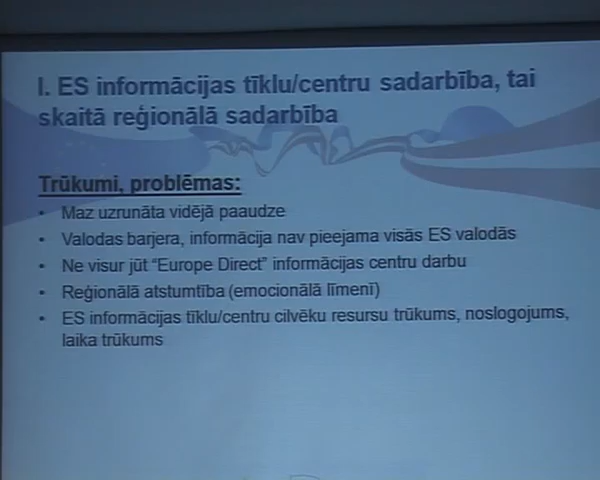 I. ES informācijas tīklu/centru sadarbība, tai
skaitā reģionālā sadarbība
Trūkumi, problēmas:
• Maz uzrunāta vidējā paaudze
• Valodas barjera, informācija nav pieejama visās ES valodās
• Ne visur jūt “Europe Direct” informācijas centru darbu
• Reģionālā atstumtība (emocionālā līmenī)
• ES informācijas tīklu/centru cilvēku resursu trūkums, noslogojums,
laika trūkums